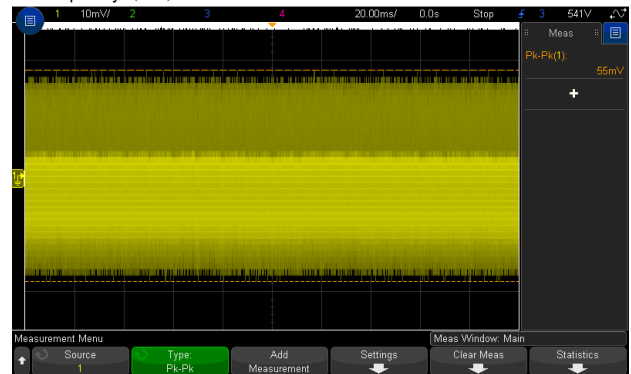 1 10mV/ 2 3 4 20.00ms/ 0.0s Stop 3 541V
Meas
Pk-Pk(1):
55mV
+
Measurement Menu
Meas Window: Main
Source
1
Type:
Pk-Pk
Add
Measurement
Settings
Clear Meas
Statistics